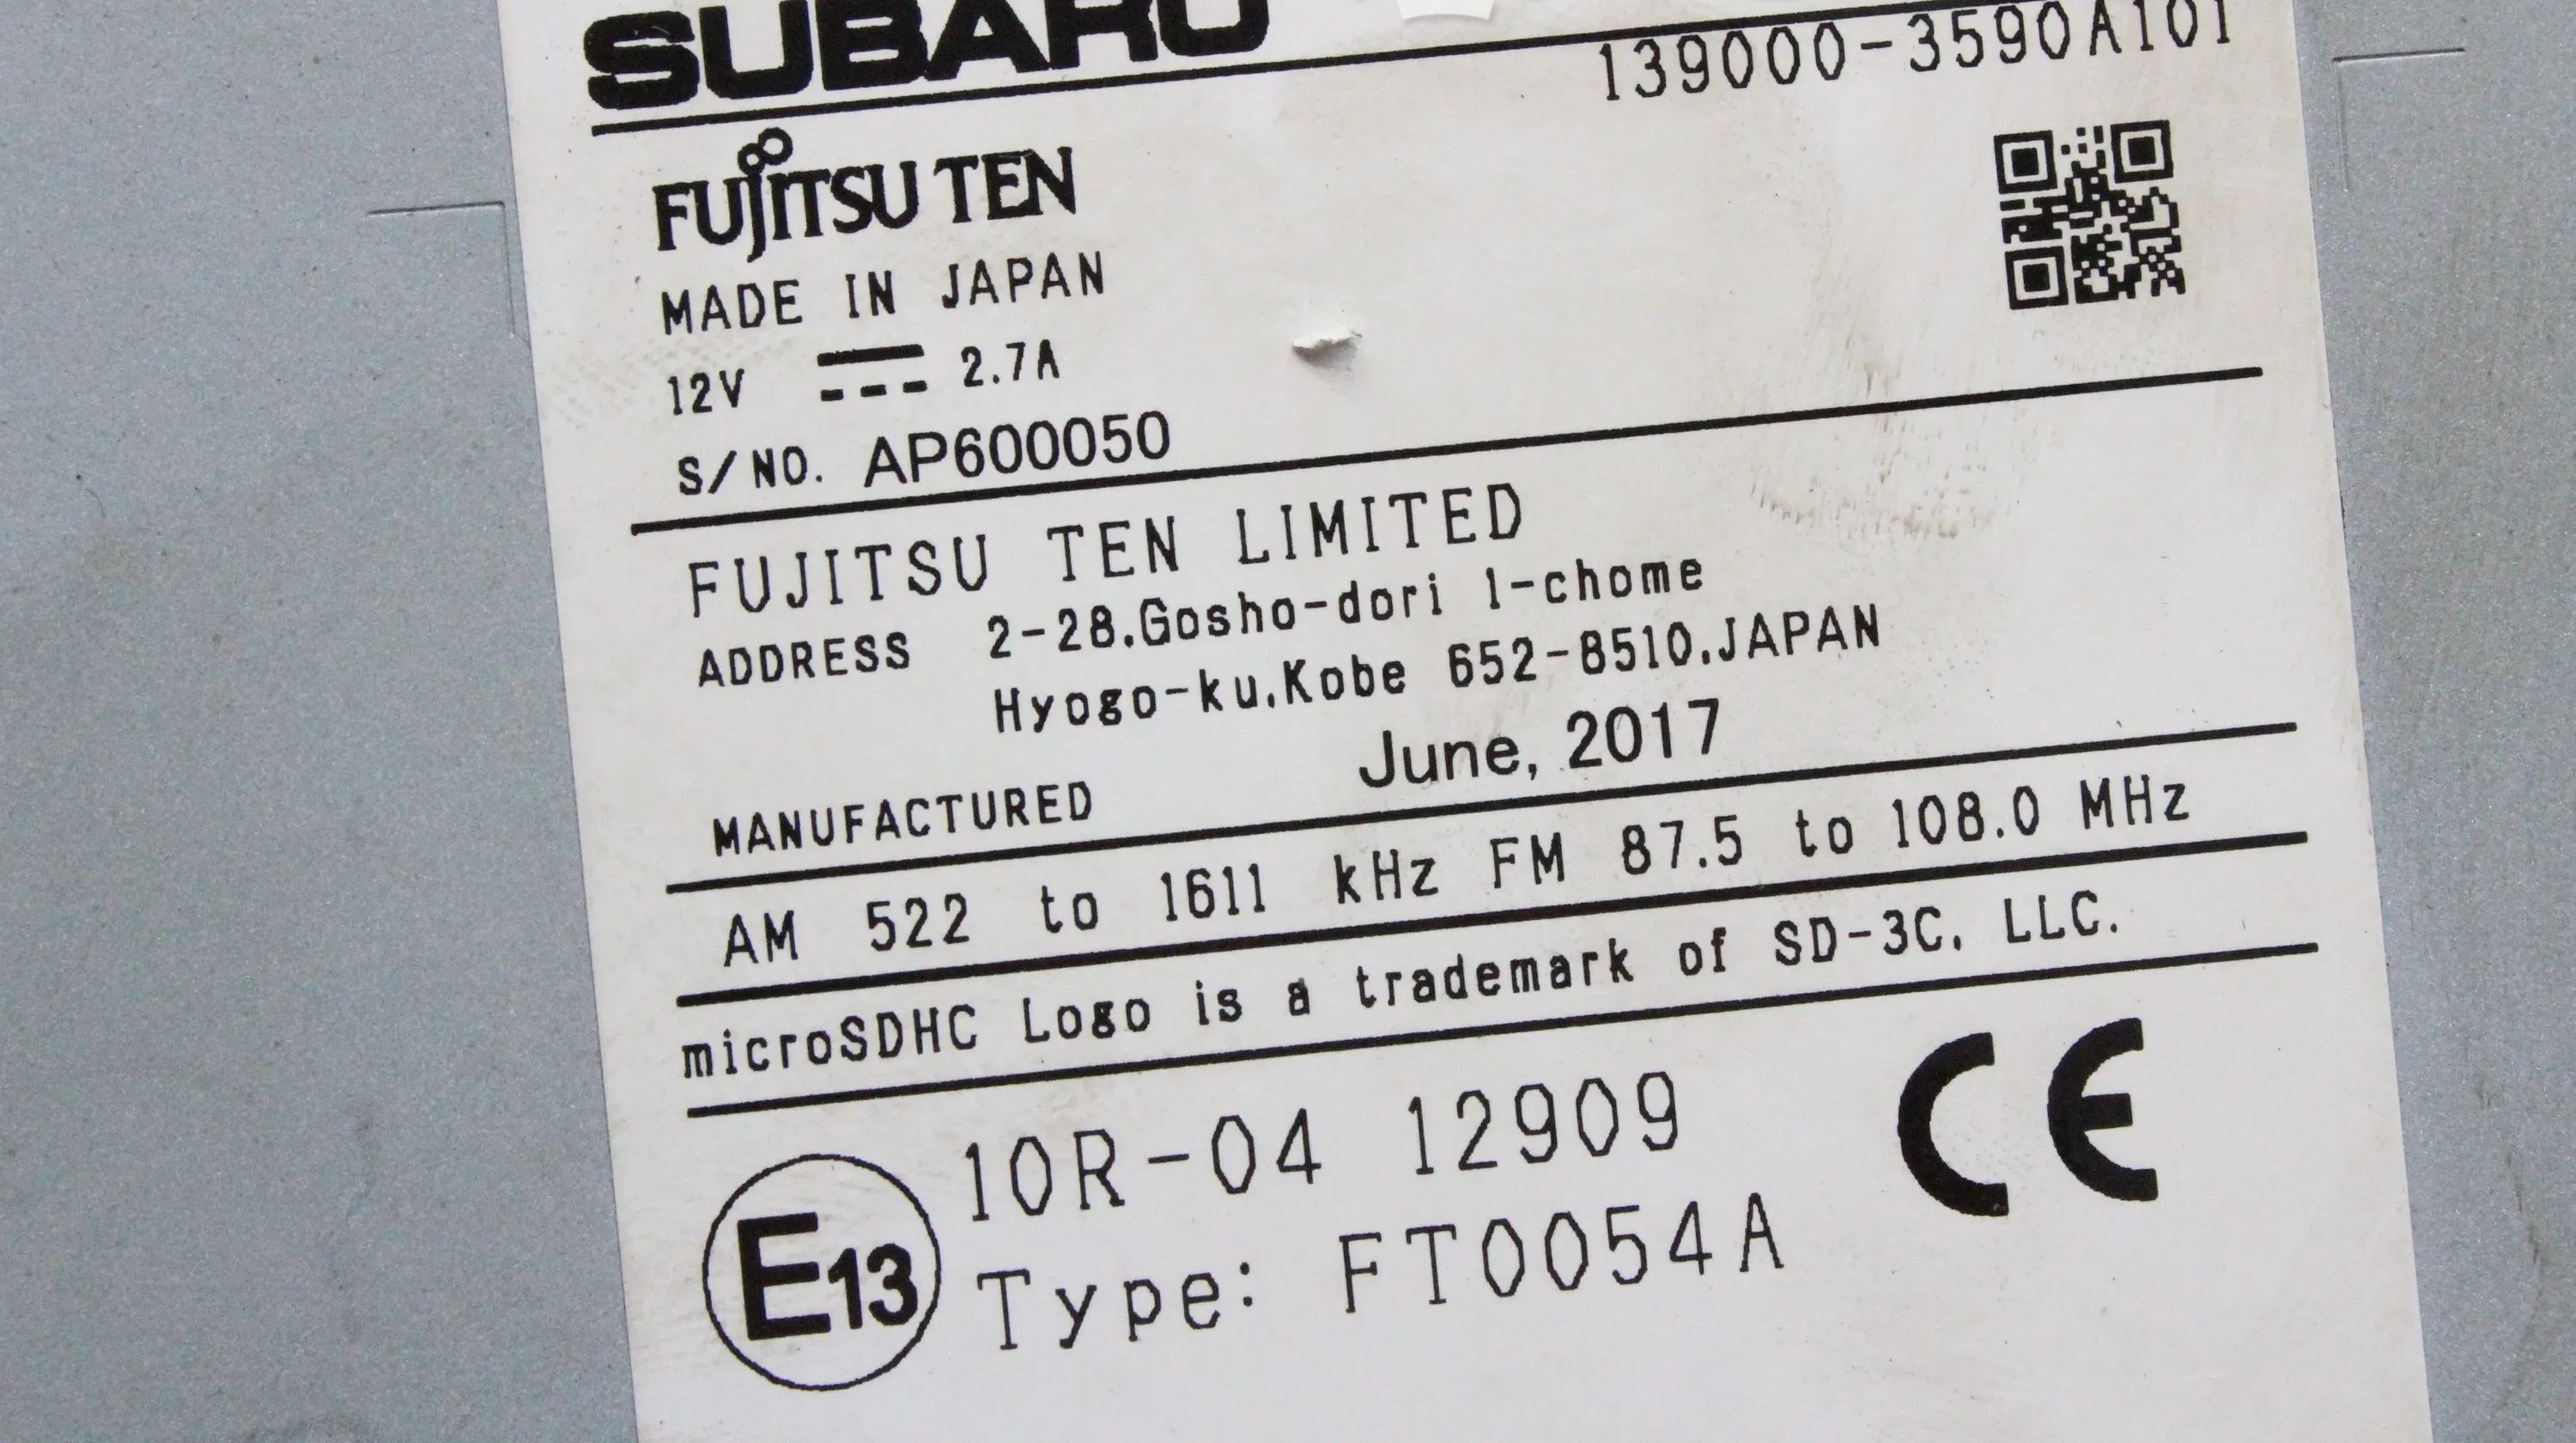 SUBARU
139000-3590A101
FUJITSU TEN
MADE IN JAPAN
12V 2.7A
S/NO. AP600050
FUJITSU TEN LIMITED
ADDRESS 2-28.Gosho-dori 1-chome
Hyogo-ku.Kobe 652-8510.JAPAN
MANUFACTURED June, 2017
AM 522 to 1611 kHz FM 87.5 to 108.0 MHz
microSDHC Logo is a trademark of SD-3C. LLC.
E13 10R-04 12909
Type: FT0054A
CE